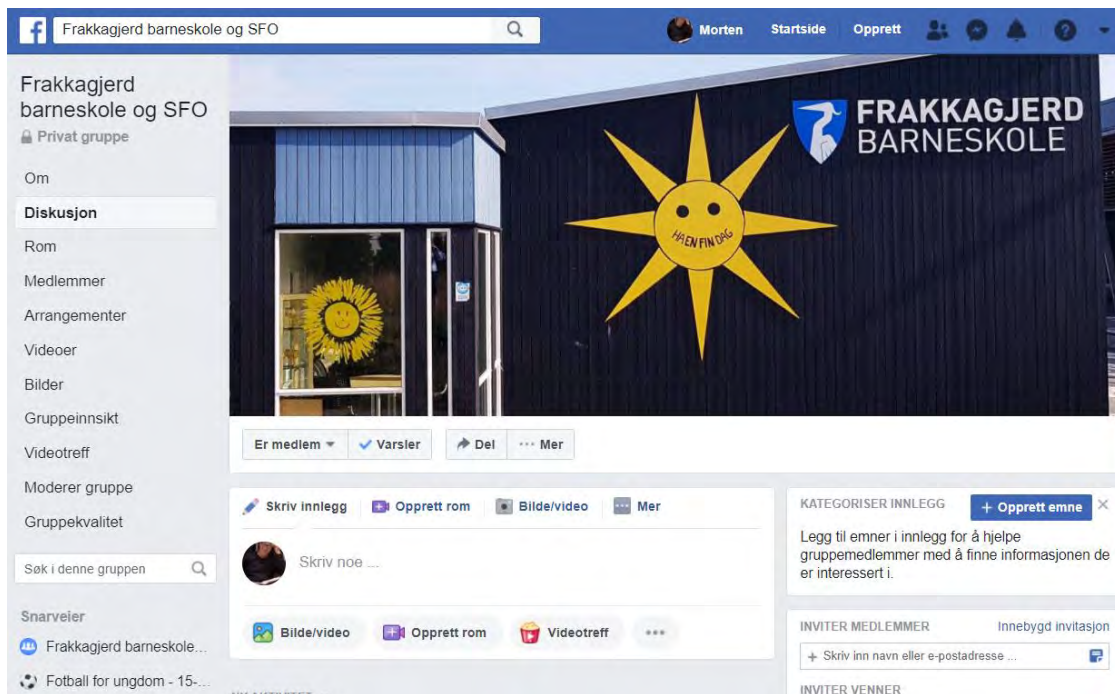 Frakkagjerd barneskole og SFO
Morten
Startside
Opprett
Frakkagjerd
barneskole og SFO
Privat gruppe
Om
Diskusjon
Rom
Medlemmer
Arrangementer
Videoer
Bilder
Gruppeinnsikt
Videotreff
Moderer gruppe
Gruppekvalitet
Søk i denne gruppen
Snarveier
Frakkagjerd barneskole...
Fotball for ungdom - 15-...
FRAKKAGJERD
BARNESKOLE
HA EN FIN DAG
Er medlem
Varsler
Del
Mer
Skriv innlegg
Opprett rom
Bilde/video
Mer
Skriv noe ...
Bilde/video
Opprett rom
Videotreff
KATEGORISER INNLEGG
+ Opprett emne
Legg til emner i innlegg for å hjelpe
gruppemedlemmer med å finne informasjonen de
er interessert i.
INVITER MEDLEMMER
Innebygd invitasjon
+ Skriv inn navn eller e-postadresse ...
INVITER VENNER